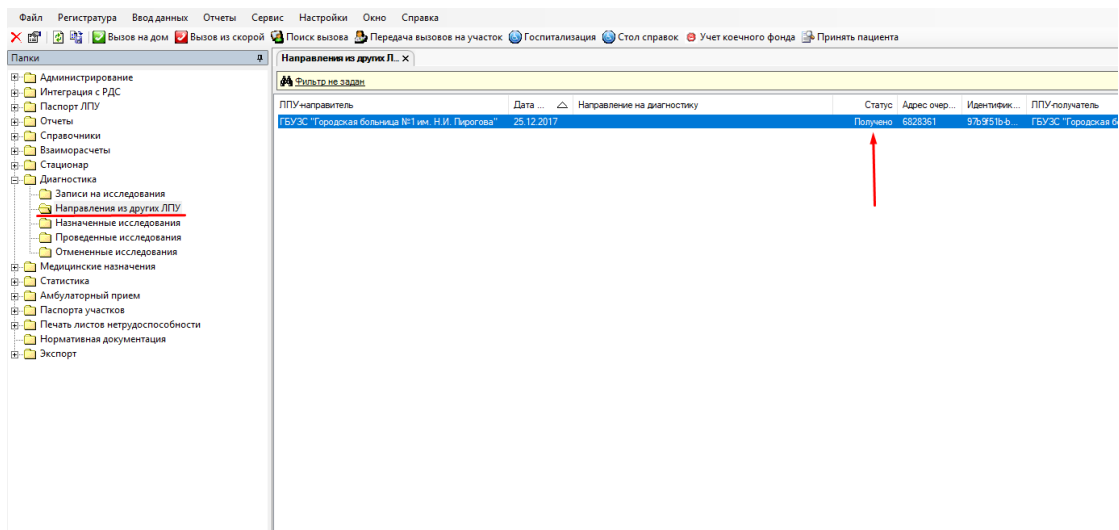 Файл Регистратура Ввод данных Отчеты Сервис Настройки Окно Справка
Вызов на дом Вызов из скорой Поиск вызова Передача вызовов на участок Госпитализация Стол справок Учет коечного фонда Принять пациента
Папки
Администрирование
Интеграция с РДС
Паспорт ЛПУ
Отчеты
Справочники
Взаиморасчеты
Стационар
Диагностика
Записи на исследования
Направления из других ЛПУ
Назначенные исследования
Проведенные исследования
Отмененные исследования
Медицинские назначения
Статистика
Амбулаторный прием
Паспорта участков
Печать листов нетрудоспособности
Нормативная документация
Экспорт
Направления из других Л...
Фильтр не задан
ЛПУ-направитель Дата ... Направление на диагностику Статус Адрес очер... Идентифик... ЛПУ-получатель
ГБУЗС "Городская больница №1 им. Н.И. Пирогова" 25.12.2017 Получено 6828361 97b9f51b-b... ГБУЗС "Городская б